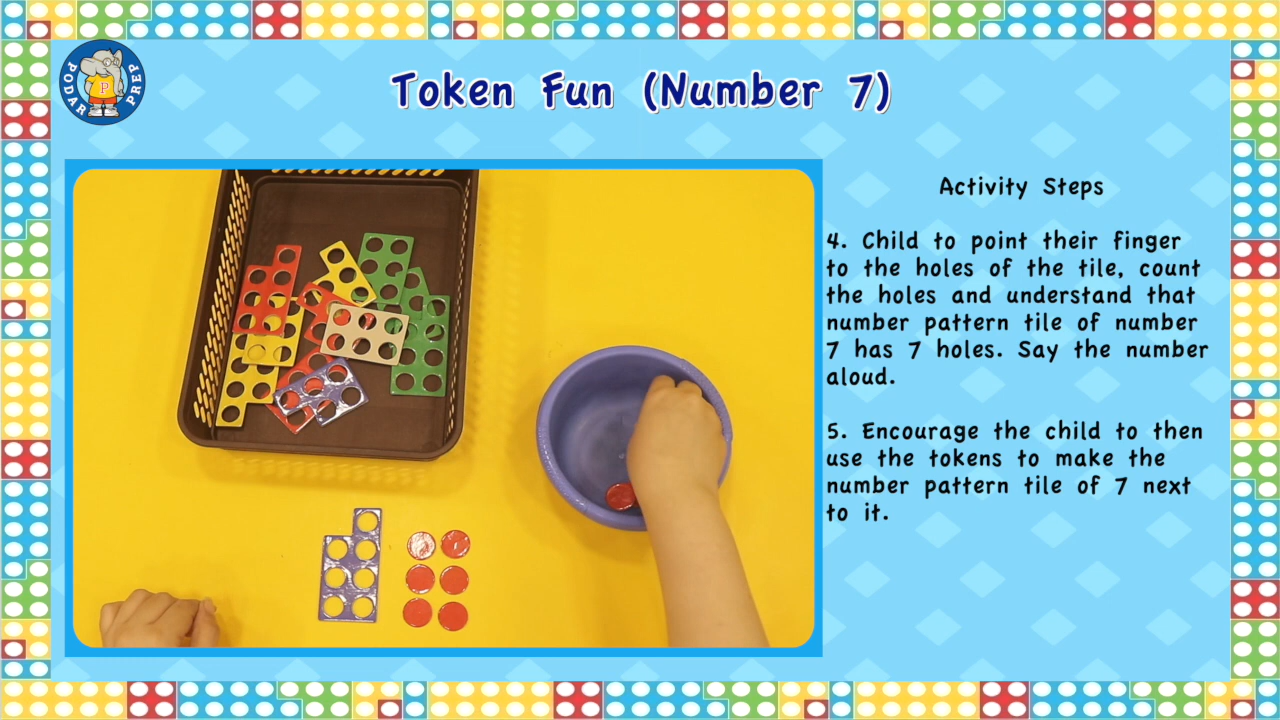 PODAR PREP
P
Token Fun (Number 7)
Activity Steps
4. Child to point their finger
to the holes of the tile, count
the holes and understand that
number pattern tile of number
7 has 7 holes. Say the number
aloud.
5. Encourage the child to then
use the tokens to make the
number pattern tile of 7 next
to it.